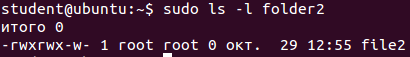 student@ubuntu:~$ sudo ls -l folder2
итого 0
-rwxrwx-w- 1 root root 0 окт.  29 12:55 file2